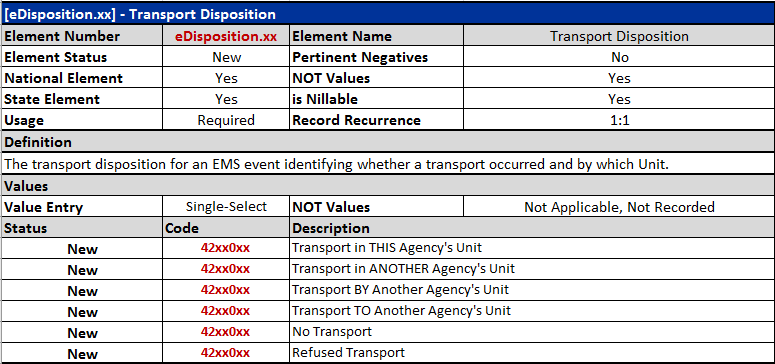 [eDisposition.xx] - Transport Disposition
Element Number eDisposition.xx Element Name Transport Disposition
Element Status New Pertinent Negatives No
National Element Yes NOT Values Yes
State Element Yes is Nillable Yes
Usage Required Record Recurrence 1:1
Definition
The transport disposition for an EMS event identifying whether a transport occurred and by which Unit.
Values
Value Entry Single-Select NOT Values Not Applicable, Not Recorded
Status Code Description
New 42xx0xx Transport in THIS Agency's Unit
New 42xx0xx Transport in ANOTHER Agency's Unit
New 42xx0xx Transport BY Another Agency's Unit
New 42xx0xx Transport TO Another Agency's Unit
New 42xx0xx No Transport
New 42xx0xx Refused Transport